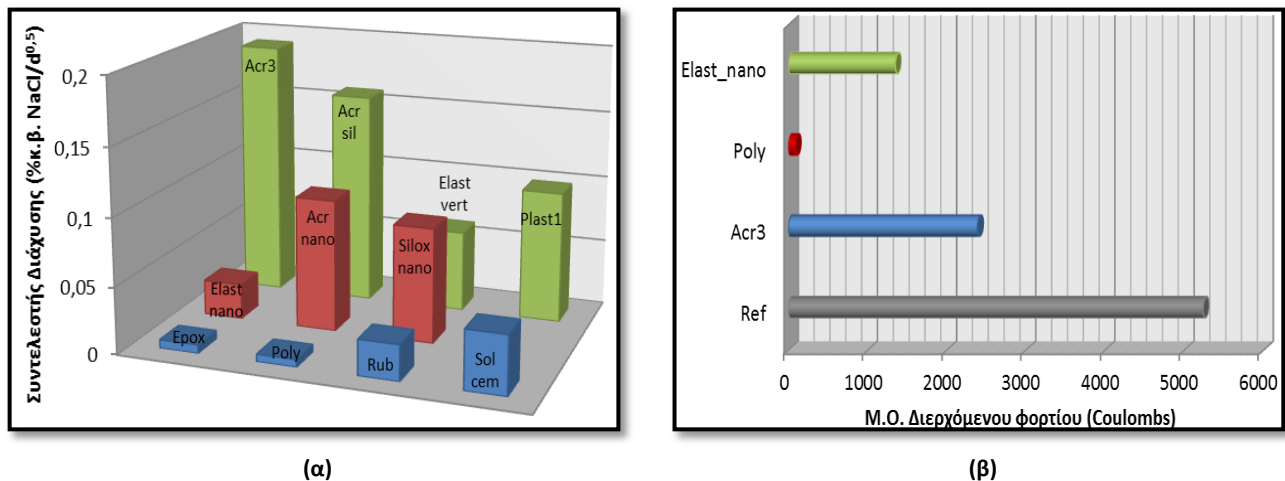 Συντελεστής Διάχυσης (%κ.β. NaCl/d^0,5)
0,2
0,15
0,1
0,05
0
Acr3
Acr
sil
Elast
vert
Plast1
Elast
nano
Acr
nano
Silox
nano
Epox
Poly
Rub
Sol
cem
(α)
Elast_nano
Poly
Acr3
Ref
0 1000 2000 3000 4000 5000 6000
Μ.Ο. Διερχόμενου φορτίου (Coulombs)
(β)